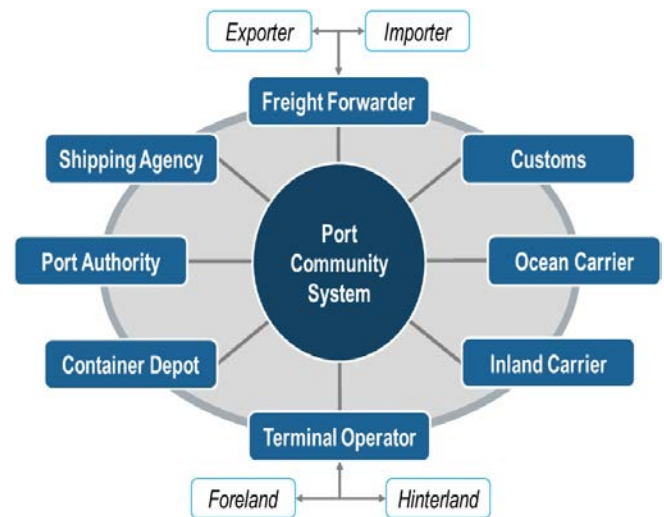 Exporter
Importer
Freight Forwarder
Shipping Agency
Customs
Port
Community
System
Port Authority
Ocean Carrier
Container Depot
Inland Carrier
Terminal Operator
Foreland
Hinterland